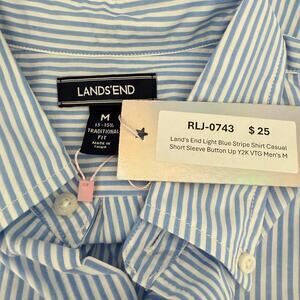 LANDS'END
M
15-15½
TRADITIONAL
FIT
MADE IN
RLJ-0743 $ 25
Land's End Light Blue Stripe Shirt Casual
Short Sleeve Button Up Y2K VTG Men's M